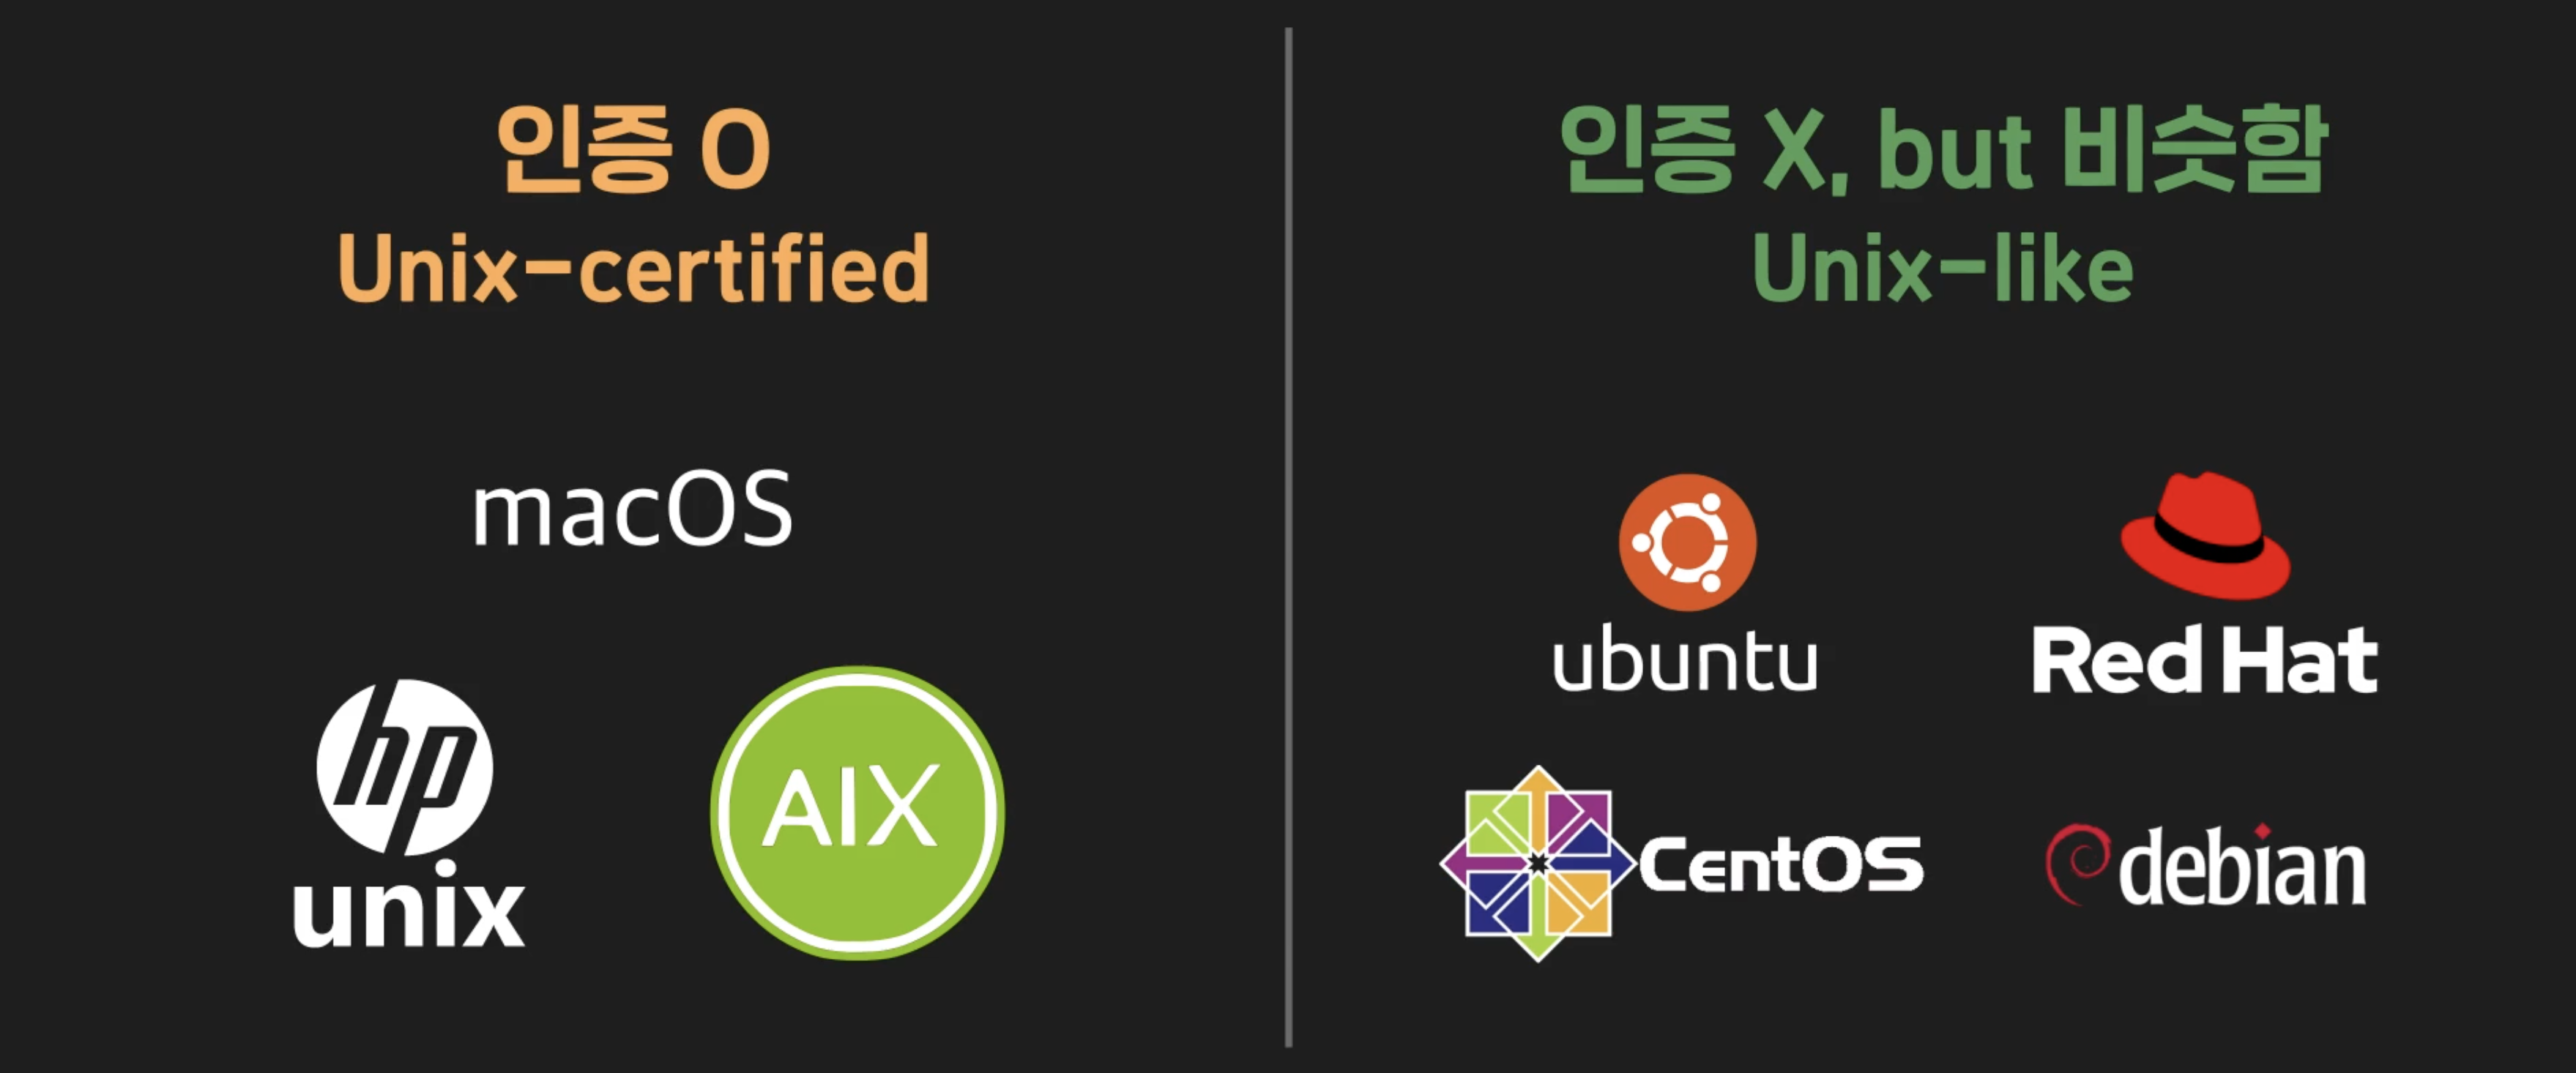 인증 O
Unix-certified
macOS
hp
unix
AIX
인증 X, but 비슷함
Unix-like
ubuntu
Red Hat
CentOS
debian